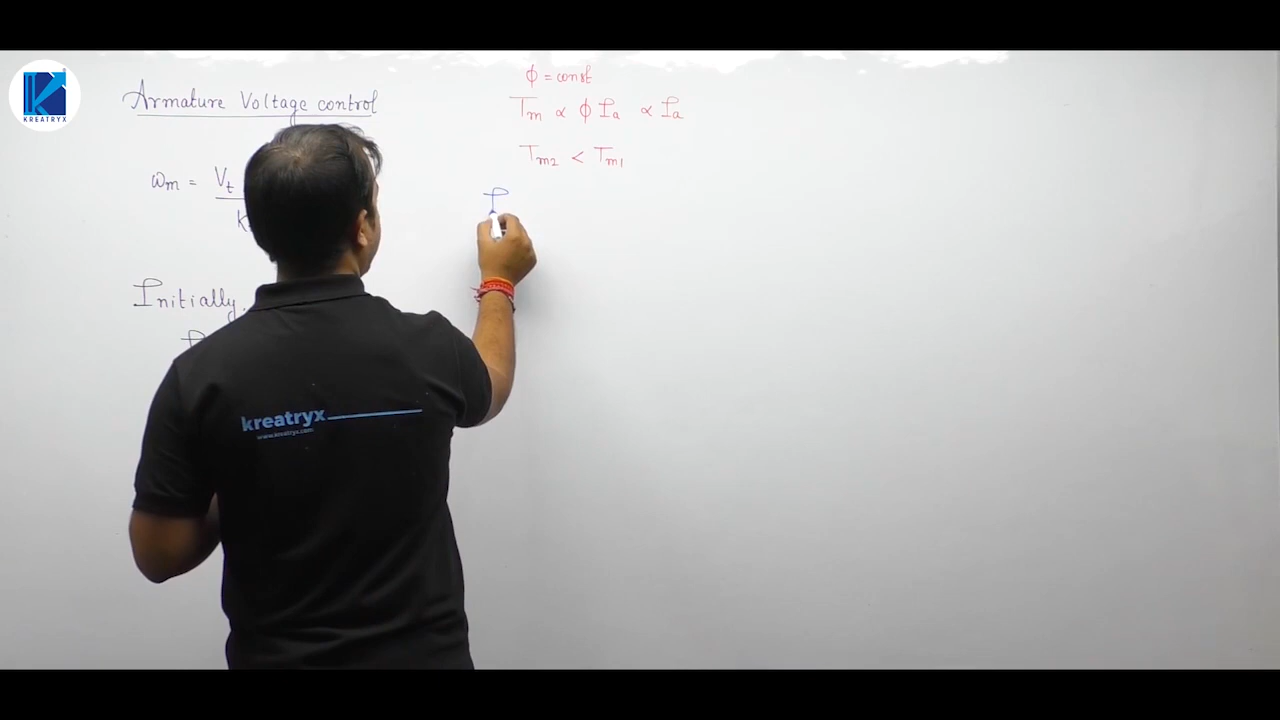 KREATRYX
Armature Voltage control
ωm = Vt
K
Initially.
ϕ = const
Tm ∝ ϕ Ia ∝ Ia
Tm2 < Tm1
kreatryx
www.kreatryx.com